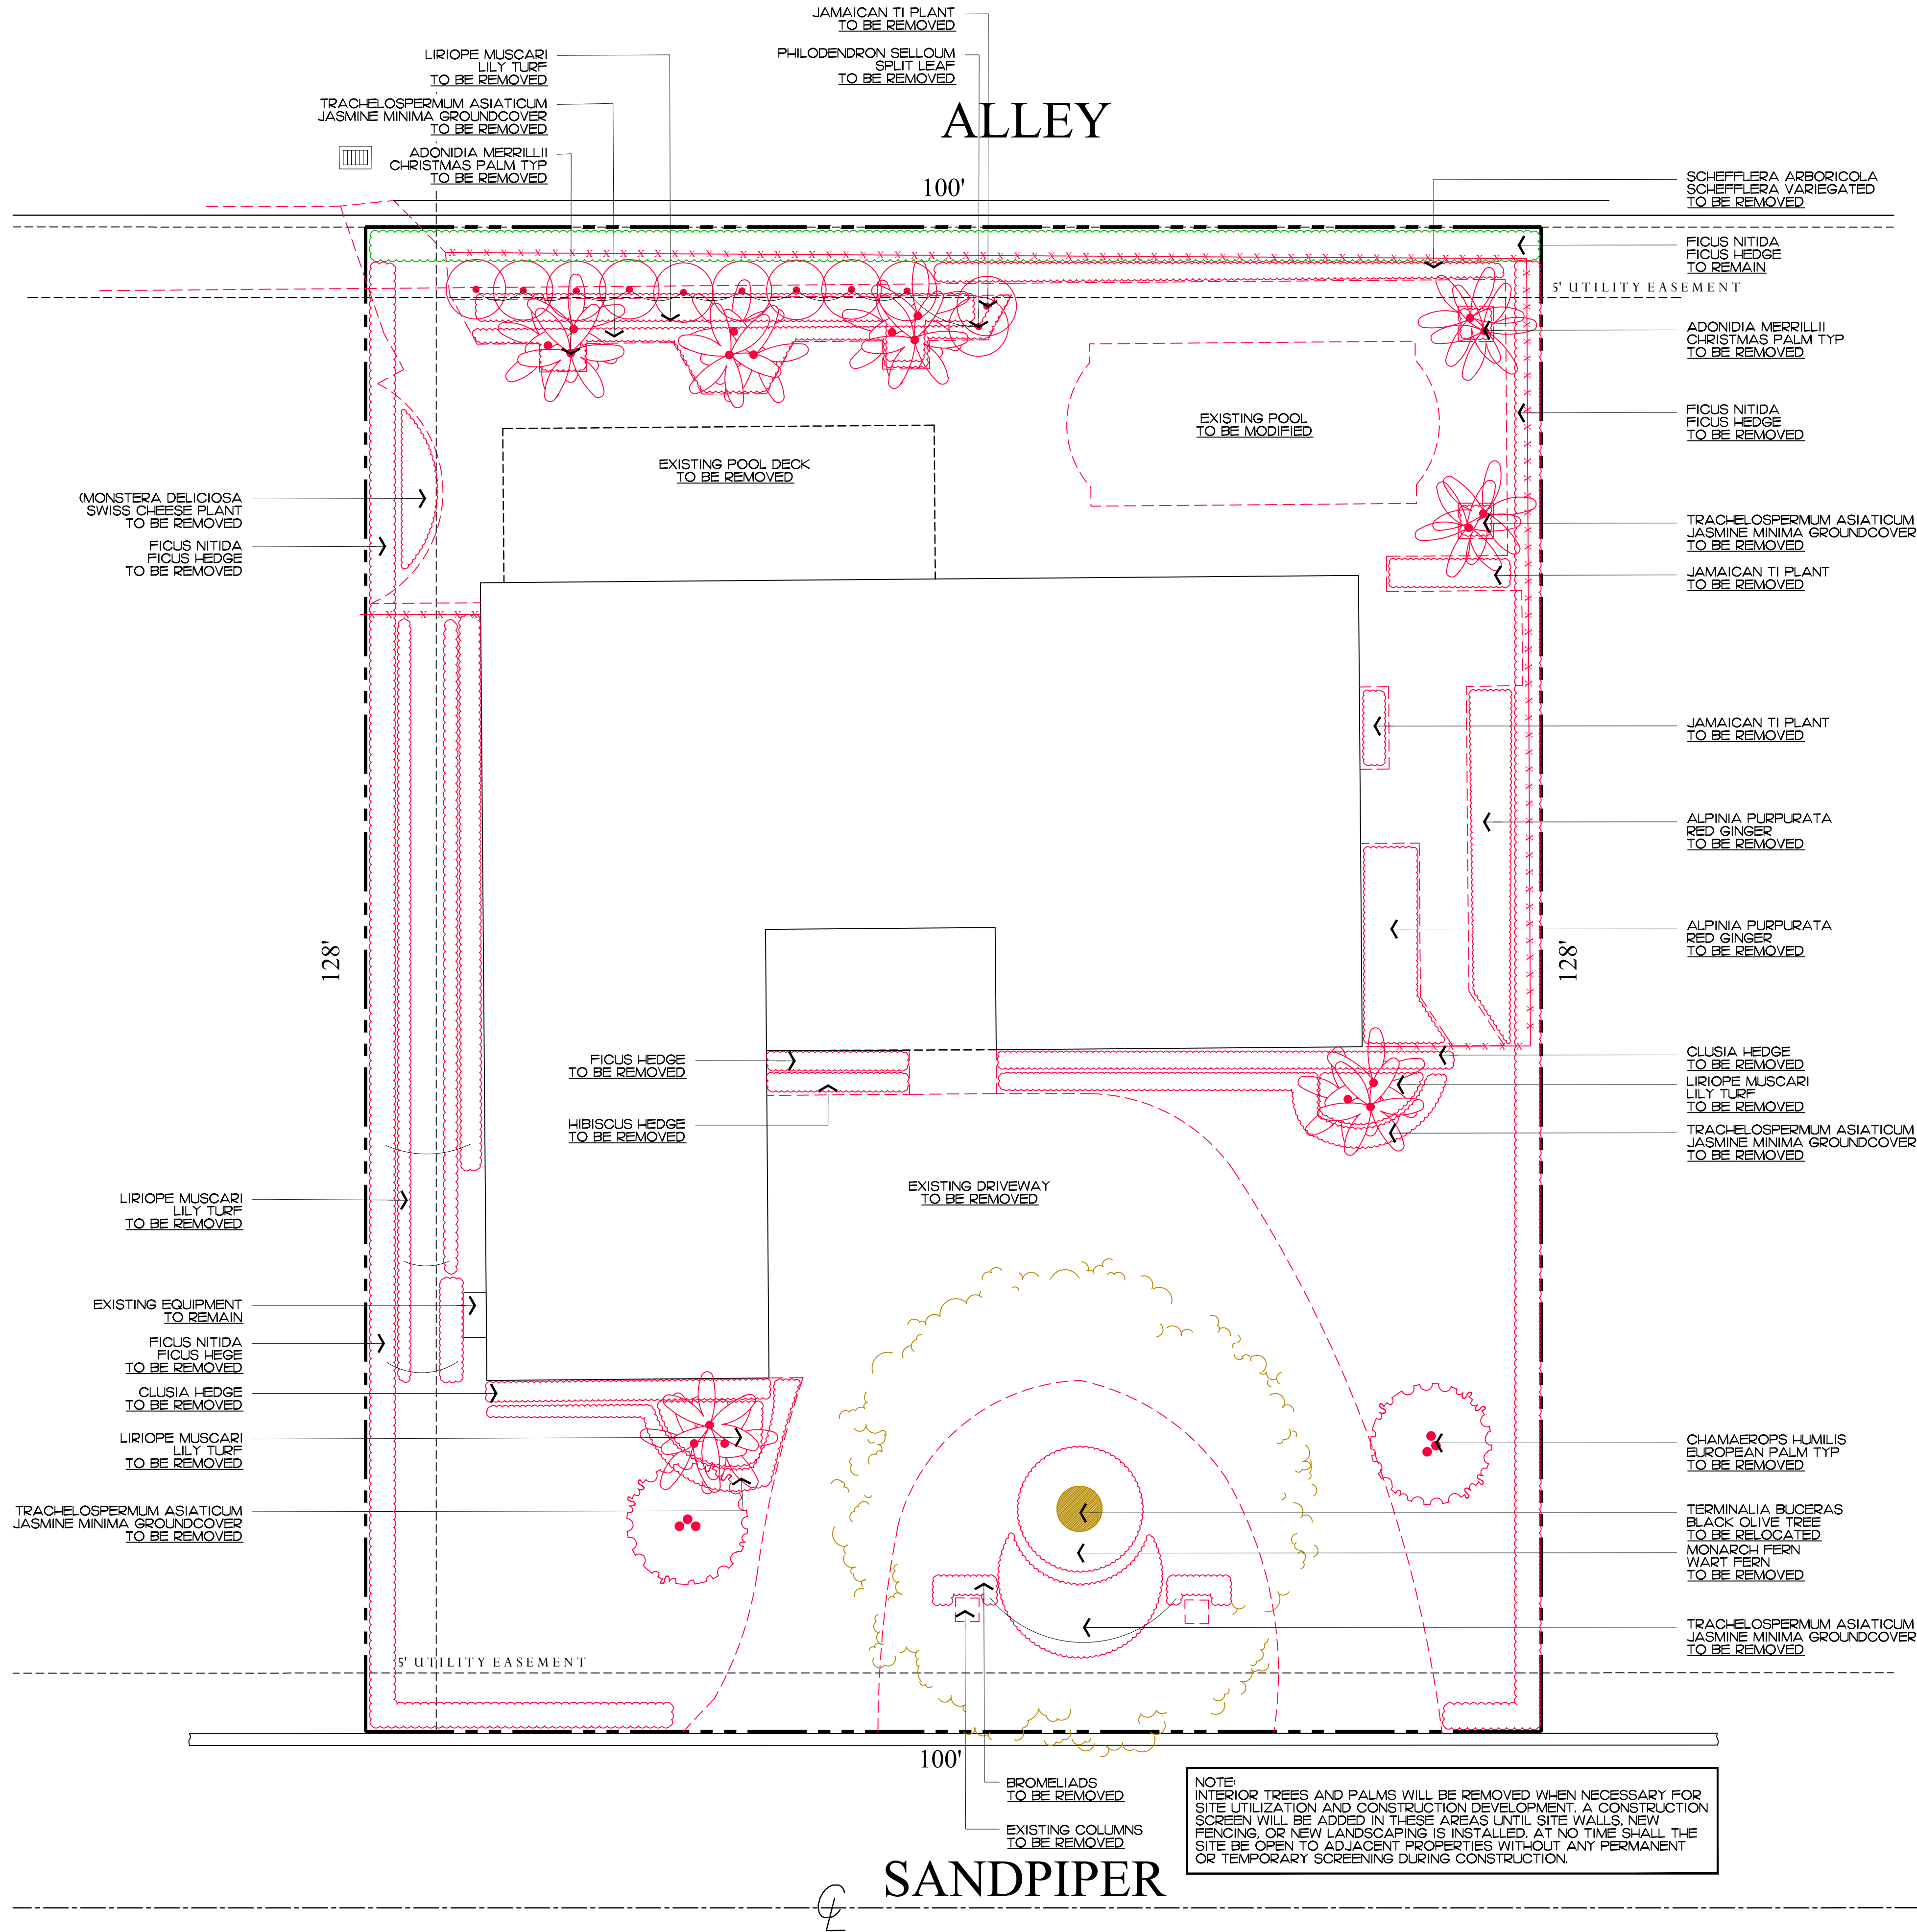 JAMAICAN TI PLANT
TO BE REMOVED
LIRIOPE MUSCARI
LILY TURF
TO BE REMOVED
PHILODENDRON SELLOUM
SPLIT LEAF
TO BE REMOVED
TRACHELOSPERMUM ASIATICUM
JASMINE MINIMA GROUNDCOVER
TO BE REMOVED
ALLEY
ADONIDIA MERRILLII
CHRISTMAS PALM TYP
TO BE REMOVED
100'
SCHEFFLERA ARBORICOLA
SCHEFFLERA VARIEGATED
TO BE REMOVED
FICUS NITIDA
FICUS HEDGE
TO REMAIN
5' UTILITY EASEMENT
ADONIDIA MERRILLII
CHRISTMAS PALM TYP
TO BE REMOVED
EXISTING POOL
TO BE MODIFIED
FICUS NITIDA
FICUS HEDGE
TO BE REMOVED
EXISTING POOL DECK
TO BE REMOVED
(MONSTERA DELICIOSA
SWISS CHEESE PLANT
TO BE REMOVED
FICUS NITIDA
FICUS HEDGE
TO BE REMOVED
TRACHELOSPERMUM ASIATICUM
JASMINE MINIMA GROUNDCOVER
TO BE REMOVED
JAMAICAN TI PLANT
TO BE REMOVED
JAMAICAN TI PLANT
TO BE REMOVED
ALPINIA PURPURATA
RED GINGER
TO BE REMOVED
128'
128'
ALPINIA PURPURATA
RED GINGER
TO BE REMOVED
FICUS HEDGE
TO BE REMOVED
CLUSIA HEDGE
TO BE REMOVED
LIRIOPE MUSCARI
LILY TURF
TO BE REMOVED
HIBISCUS HEDGE
TO BE REMOVED
TRACHELOSPERMUM ASIATICUM
JASMINE MINIMA GROUNDCOVER
TO BE REMOVED
EXISTING DRIVEWAY
TO BE REMOVED
LIRIOPE MUSCARI
LILY TURF
TO BE REMOVED
EXISTING EQUIPMENT
TO REMAIN
FICUS NITIDA
FICUS HEGE
TO BE REMOVED
CLUSIA HEDGE
TO BE REMOVED
LIRIOPE MUSCARI
LILY TURF
TO BE REMOVED
TRACHELOSPERMUM ASIATICUM
JASMINE MINIMA GROUNDCOVER
TO BE REMOVED
CHAMAEROPS HUMILIS
EUROPEAN PALM TYP
TO BE REMOVED
TERMINALIA BUCERAS
BLACK OLIVE TREE
TO BE RELOCATED
MONARCH FERN
WART FERN
TO BE REMOVED
TRACHELOSPERMUM ASIATICUM
JASMINE MINIMA GROUNDCOVER
TO BE REMOVED
5' UTILITY EASEMENT
100'
BROMELIADS
TO BE REMOVED
EXISTING COLUMNS
TO BE REMOVED
NOTE:
INTERIOR TREES AND PALMS WILL BE REMOVED WHEN NECESSARY FOR
SITE UTILIZATION AND CONSTRUCTION DEVELOPMENT. A CONSTRUCTION
SCREEN WILL BE ADDED IN THESE AREAS UNTIL SITE WALLS, NEW
FENCING, OR NEW LANDSCAPING IS INSTALLED. AT NO TIME SHALL THE
SITE BE OPEN TO ADJACENT PROPERTIES WITHOUT ANY PERMANENT
OR TEMPORARY SCREENING DURING CONSTRUCTION.
SANDPIPER